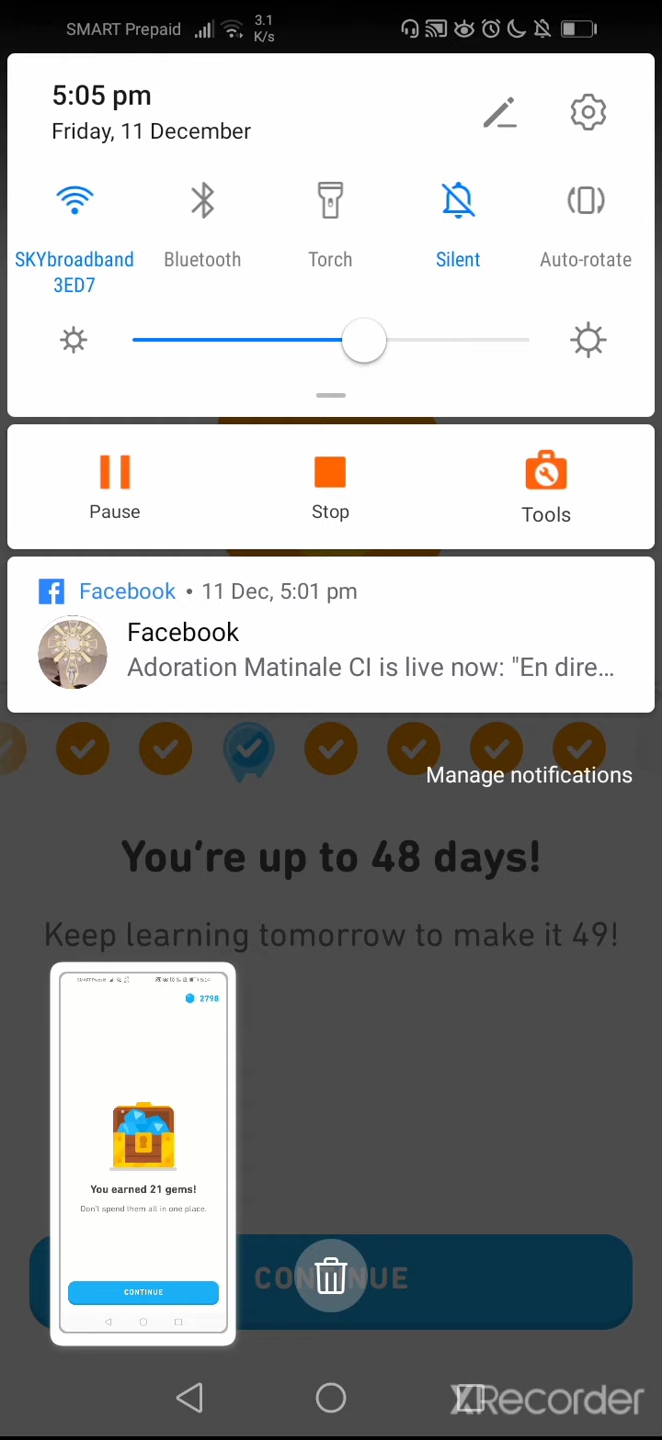 SMART Prepaid
3.1
K/s
5:05 pm
Friday, 11 December
SKYbroadband
3ED7
Bluetooth
Torch
Silent
Auto-rotate
Pause
Stop
Tools
Facebook • 11 Dec, 5:01 pm
Facebook
Adoration Matinale CI is live now: "En dire...
Manage notifications
You're up to 48 days!
Keep learning tomorrow to make it 49!
SMART Prepaid
2798
You earned 21 gems!
Don't spend them all in one place.
CONTINUE
CONTINUE
XRecorder